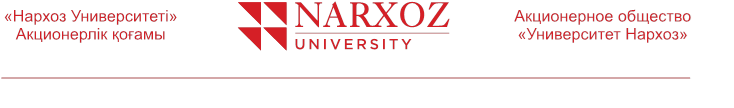 «Нархоз Университеті»
Акционерлік қоғамы
NARXOZ
UNIVERSITY
Акционерное общество
«Университет Нархоз»